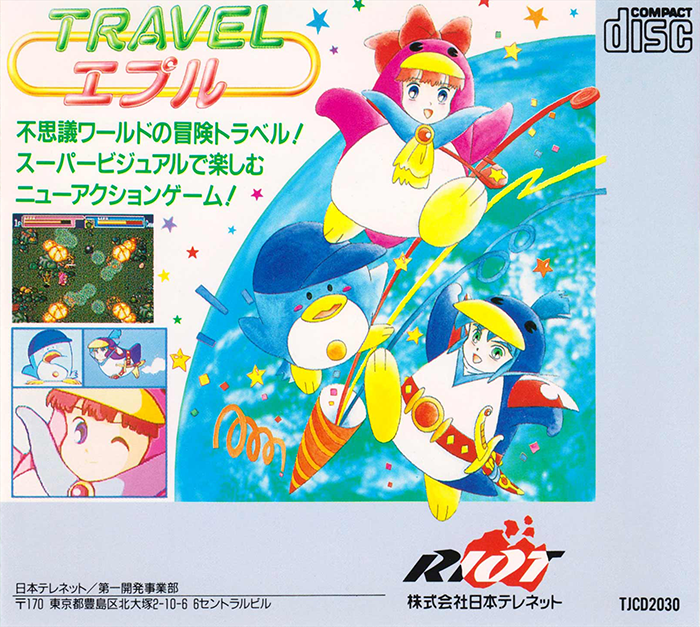 TRAVEL
エプル
COMPACT
disc
不思議ワールドの冒険トラベル!
スーパービジュアルで楽しむ
ニューアクションゲーム!
RIOT
株式会社日本テレネット
日本テレネット/第一開発事業部
〒170 東京都豊島区北大塚2-10-6 6セントラルビル
TJCD2030